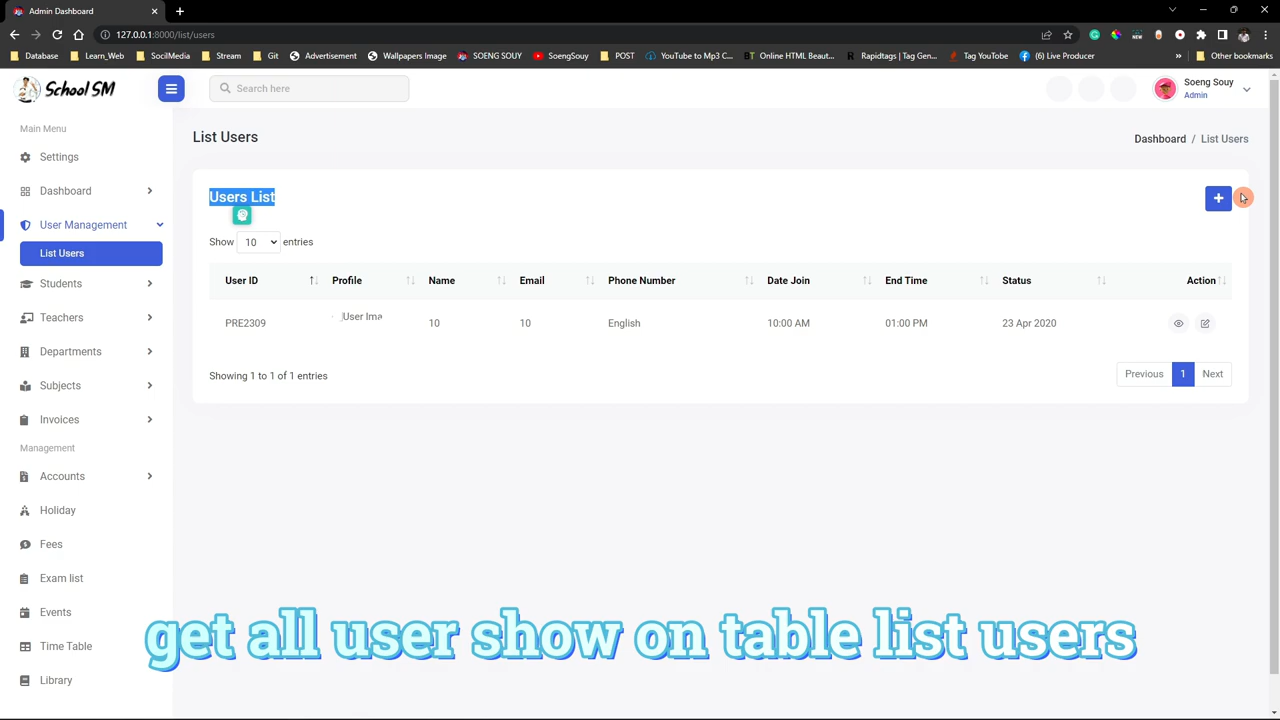 Admin Dashboard
127.0.0.1:8000/list/users
Database Learn_Web SocilMedia Stream Git Advertisement Wallpapers Image SOENG SOUY SoengSouy POST YouTube to Mp3 C... Online HTML Beaut... Rapidtags | Tag Gen... Tag YouTube (6) Live Producer » Other bookmarks
School SM
Search here
Soeng Souy
Admin
Main Menu
Settings
Dashboard
User Management
List Users
Students
Teachers
Departments
Subjects
Invoices
Management
Accounts
Holiday
Fees
Exam list
Events
Time Table
Library
List Users
Dashboard / List Users
Users List
Show 10 entries
User ID Profile Name Email Phone Number Date Join End Time Status Action
PRE2309 User Ima 10 10 English 10:00 AM 01:00 PM 23 Apr 2020
Showing 1 to 1 of 1 entries
Previous 1 Next
get all user show on table list users